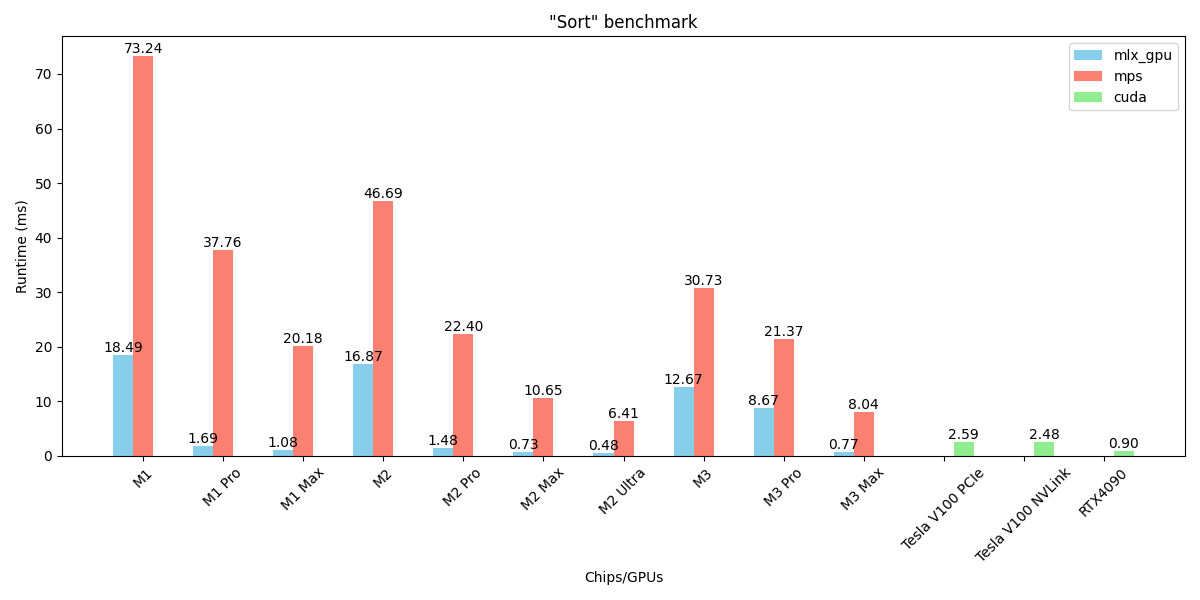 "Sort" benchmark
mlx_gpu
mps
cuda
Runtime (ms)
70
60
50
40
30
20
10
0
18.49
73.24
1.69
37.76
1.08
20.18
16.87
46.69
1.48
22.40
0.73
10.65
0.48
6.41
12.67
30.73
8.67
21.37
0.77
8.04
2.59
2.48
0.90
M1
M1 Pro
M1 Max
M2
M2 Pro
M2 Max
M2 Ultra
M3
M3 Pro
M3 Max
Tesla V100 PCIe
Tesla V100 NVLink
RTX4090
Chips/GPUs